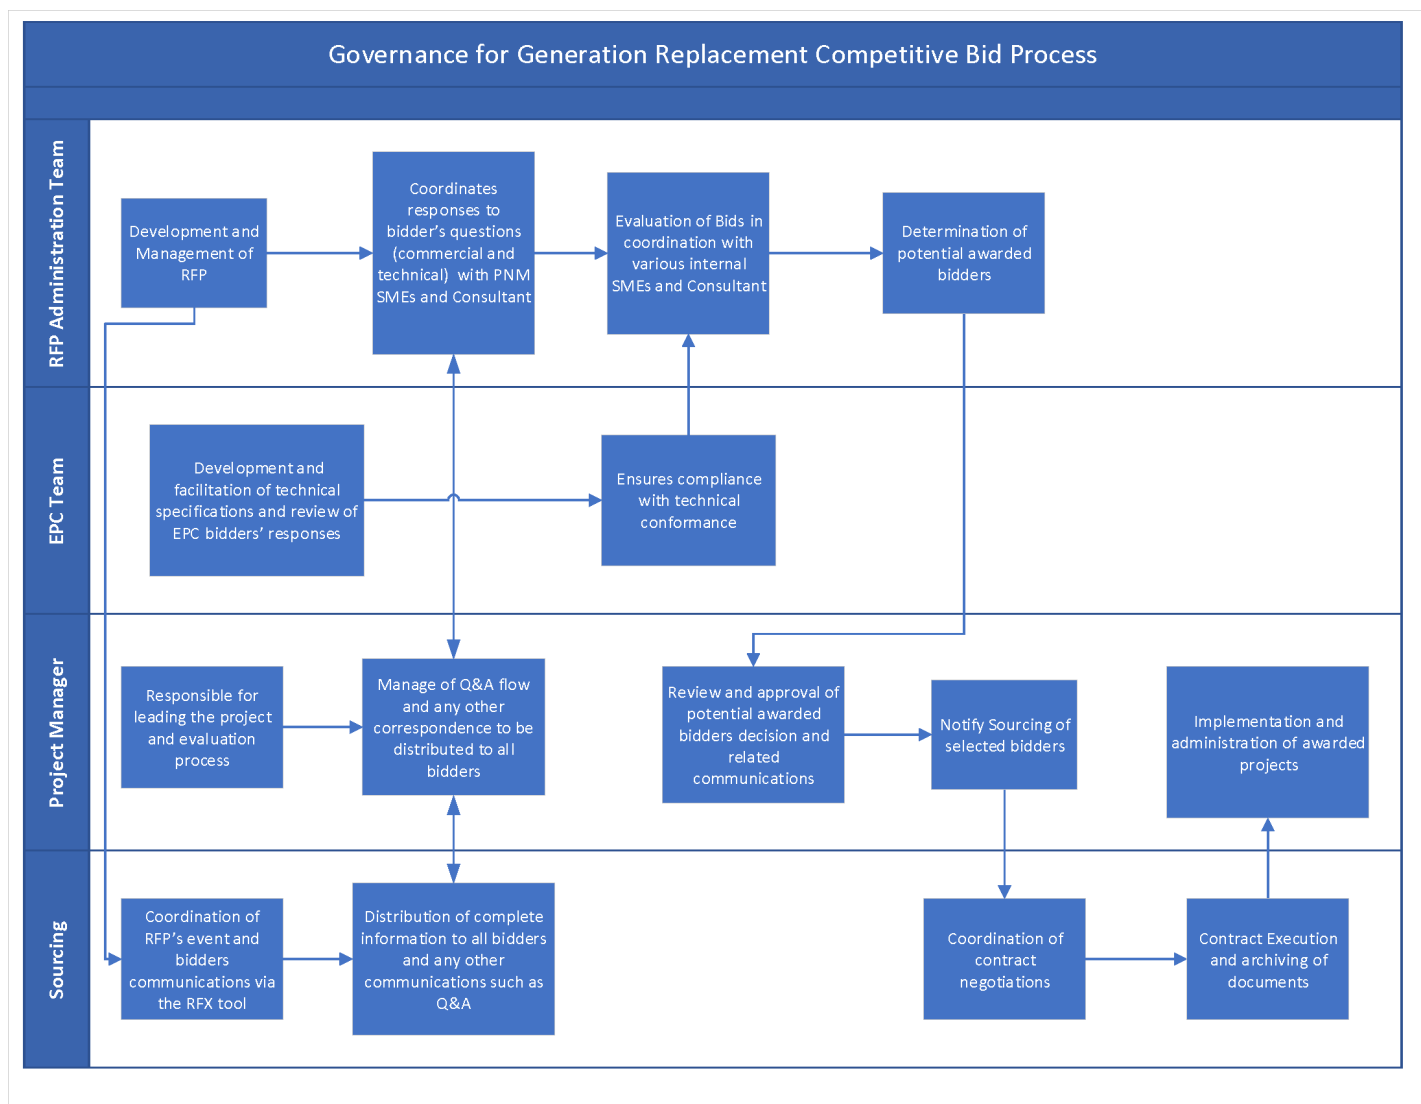 Governance for Generation Replacement Competitive Bid Process
RFP Administration Team
Development and
Management of
RFP
Coordinates
responses to
bidder's questions
(commercial and
technical)  with PNM
SMEs and Consultant
Evaluation of Bids in
coordination with
various internal
SMEs and Consultant
Determination of
potential awarded
bidders
EPC Team
Development and
facilitation of technical
specifications and review of
EPC bidders' responses
Ensures compliance
with technical
conformance
Project Manager
Responsible for
leading the project
and evaluation
process
Manage of Q&A flow
and any other
correspondence to be
distributed to all
bidders
Review and approval of
potential awarded
bidders decision and
related
communications
Notify Sourcing of
selected bidders
Implementation and
administration of awarded
projects
Sourcing
Coordination of
RFP's event and
bidders
communications via
the RFX tool
Distribution of complete
information to all bidders
and any other
communications such as
Q&A
Coordination of
contract
negotiations
Contract Execution
and archiving of
documents